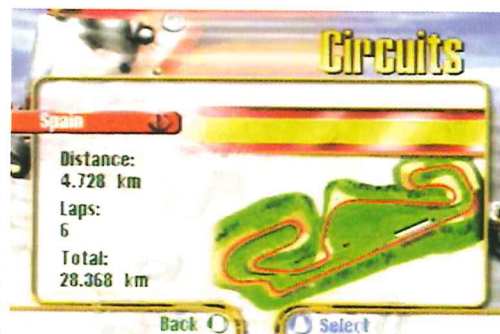 Circuits
Spain
Distance:
4.728 km
Laps:
6
Total:
28.368 km
Back
Select